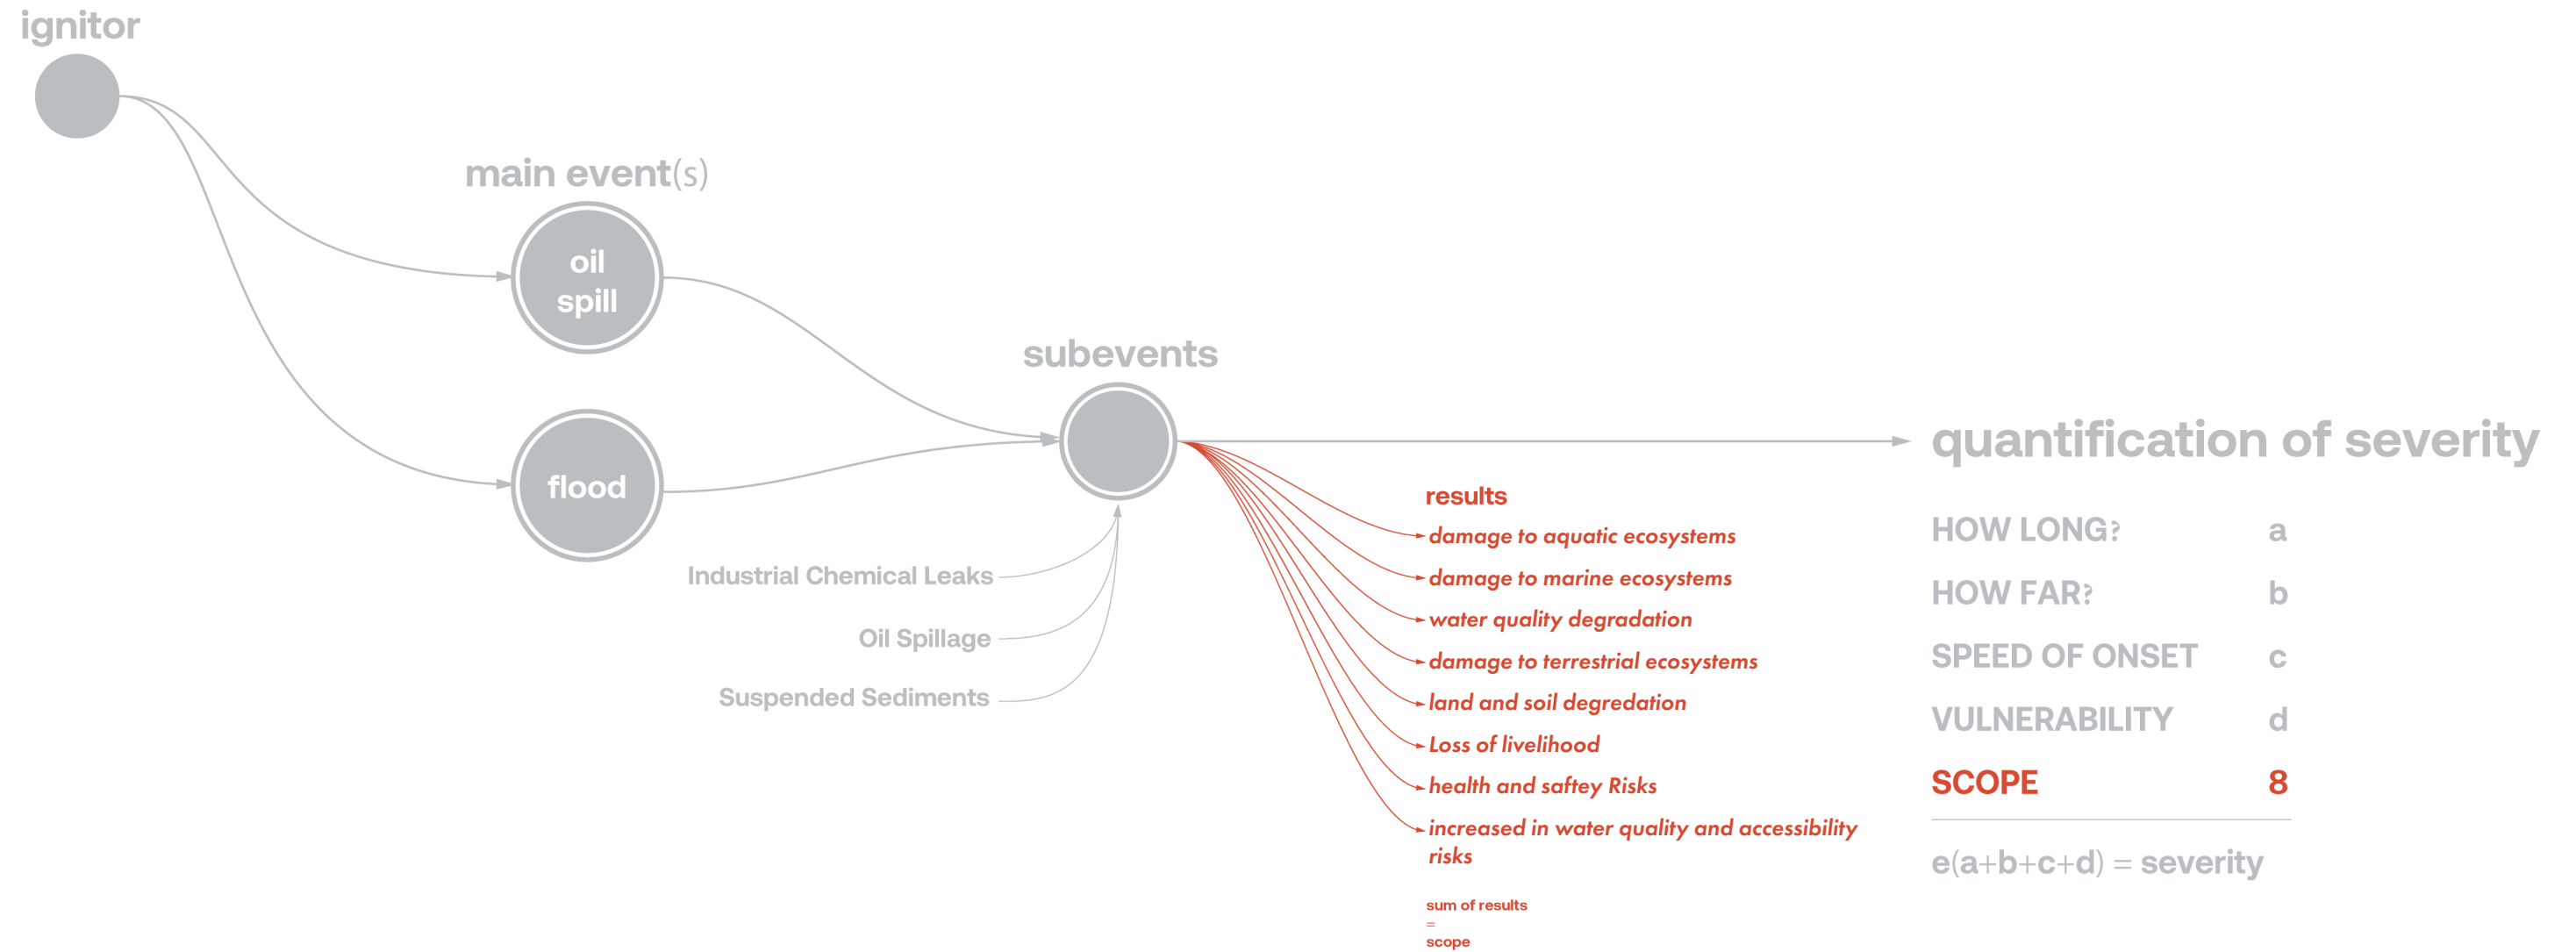 ignitor
main event(s)
oil
spill
flood
subevents
Industrial Chemical Leaks
Oil Spillage
Suspended Sediments
results
damage to aquatic ecosystems
damage to marine ecosystems
water quality degradation
damage to terrestrial ecosystems
land and soil degredation
Loss of livelihood
health and saftey Risks
increased in water quality and accessibility
risks
sum of results
=
scope
quantification of severity
HOW LONG? a
HOW FAR? b
SPEED OF ONSET c
VULNERABILITY d
SCOPE 8
e(a+b+c+d) = severity